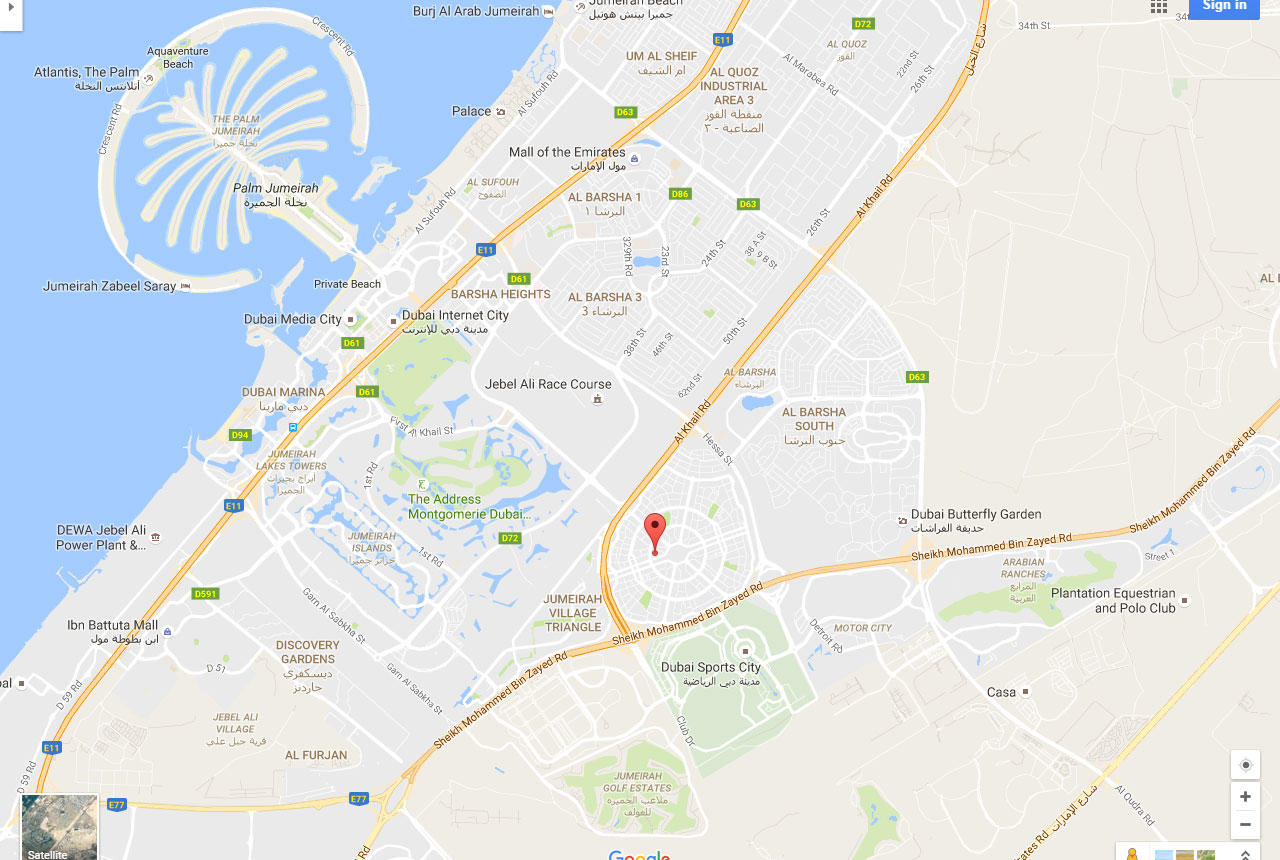 Burj Al Arab Jumeirah
Jumeirah Beach
جميرا بيتش هوتيل
Sign in
34th St
D72
E11
Crescent Rd
Aquaventure
Beach
Atlantis, The Palm
أتلانتس النخلة
UM AL SHEIF
ام الشيف
AL QUOZ
القوز
22nd St
26th St
شارع الخيل
Al Marabea Rd
AL QUOZ
INDUSTRIAL
AREA 3
منطقة القوز
الصناعية - ٣
Al Sufouh Rd
Palace
D63
THE PALM
JUMEIRAH
نخلة جميرا
Crescent Rd
Mall of the Emirates
مول الإمارات
Palm Jumeirah
نخلة الجميرة
AL SUFOUH
الصفوح
AL BARSHA 1
البرشا ١
D86
D63
Al Khail Rd
Al Sufouh Rd
26th St
E11
329th Rd
23rd St
24th St
38 A St
9 B St
D61
Jumeirah Zabeel Saray
Private Beach
BARSHA HEIGHTS
AL BARSHA 3
البرشاء 3
Dubai Media City
Dubai Internet City
مدينة دبي للإنترنت
D61
38th St
46th St
50th St
AL BARSHA
البرشاء
62nd St
D63
Jebel Ali Race Course
DUBAI MARINA
دبي مارينا
D61
Al Khail Rd
AL BARSHA
SOUTH
جنوب البرشا
D94
First Al Khail St
Hessa St
JUMEIRAH
LAKES TOWERS
ابراج بحيرات
الجميرا
1st Rd
The Address
Montgomerie Dubai...
E11
Sheikh Mohammed Bin Zayed Rd
Dubai Butterfly Garden
حديقة الفراشات
DEWA Jebel Ali
Power Plant &...
JUMEIRAH
ISLANDS
جزائر جميرا
D72
1st Rd
Sheikh Mohammed Bin Zayed Rd
Street 1
ARABIAN
RANCHES
المرابع
العربية
D591
Garn Al Sabkha St
JUMEIRAH
VILLAGE
TRIANGLE
Sheikh Mohammed Bin Zayed Rd
Plantation Equestrian
and Polo Club
Ibn Battuta Mall
ابن بطوطة مول
Detroit Rd
MOTOR CITY
DISCOVERY
GARDENS
ديسكفري
جاردنز
D 51
Garn Al Sabkha St
Dubai Sports City
مدينة دبي الرياضية
D 59 Rd
Sheikh Mohammed Bin Zayed Rd
Casa
JEBEL ALI
VILLAGE
قرية جبل علي
Club Dr
AL FURJAN
E11
D 59 Rd
JUMEIRAH
GOLF ESTATES
ملاعب الجميرة
للغولف
E77
E77
Al Qudra Rd
شارع الإمارات
Emirates Rd
+
−
Satellite
Google